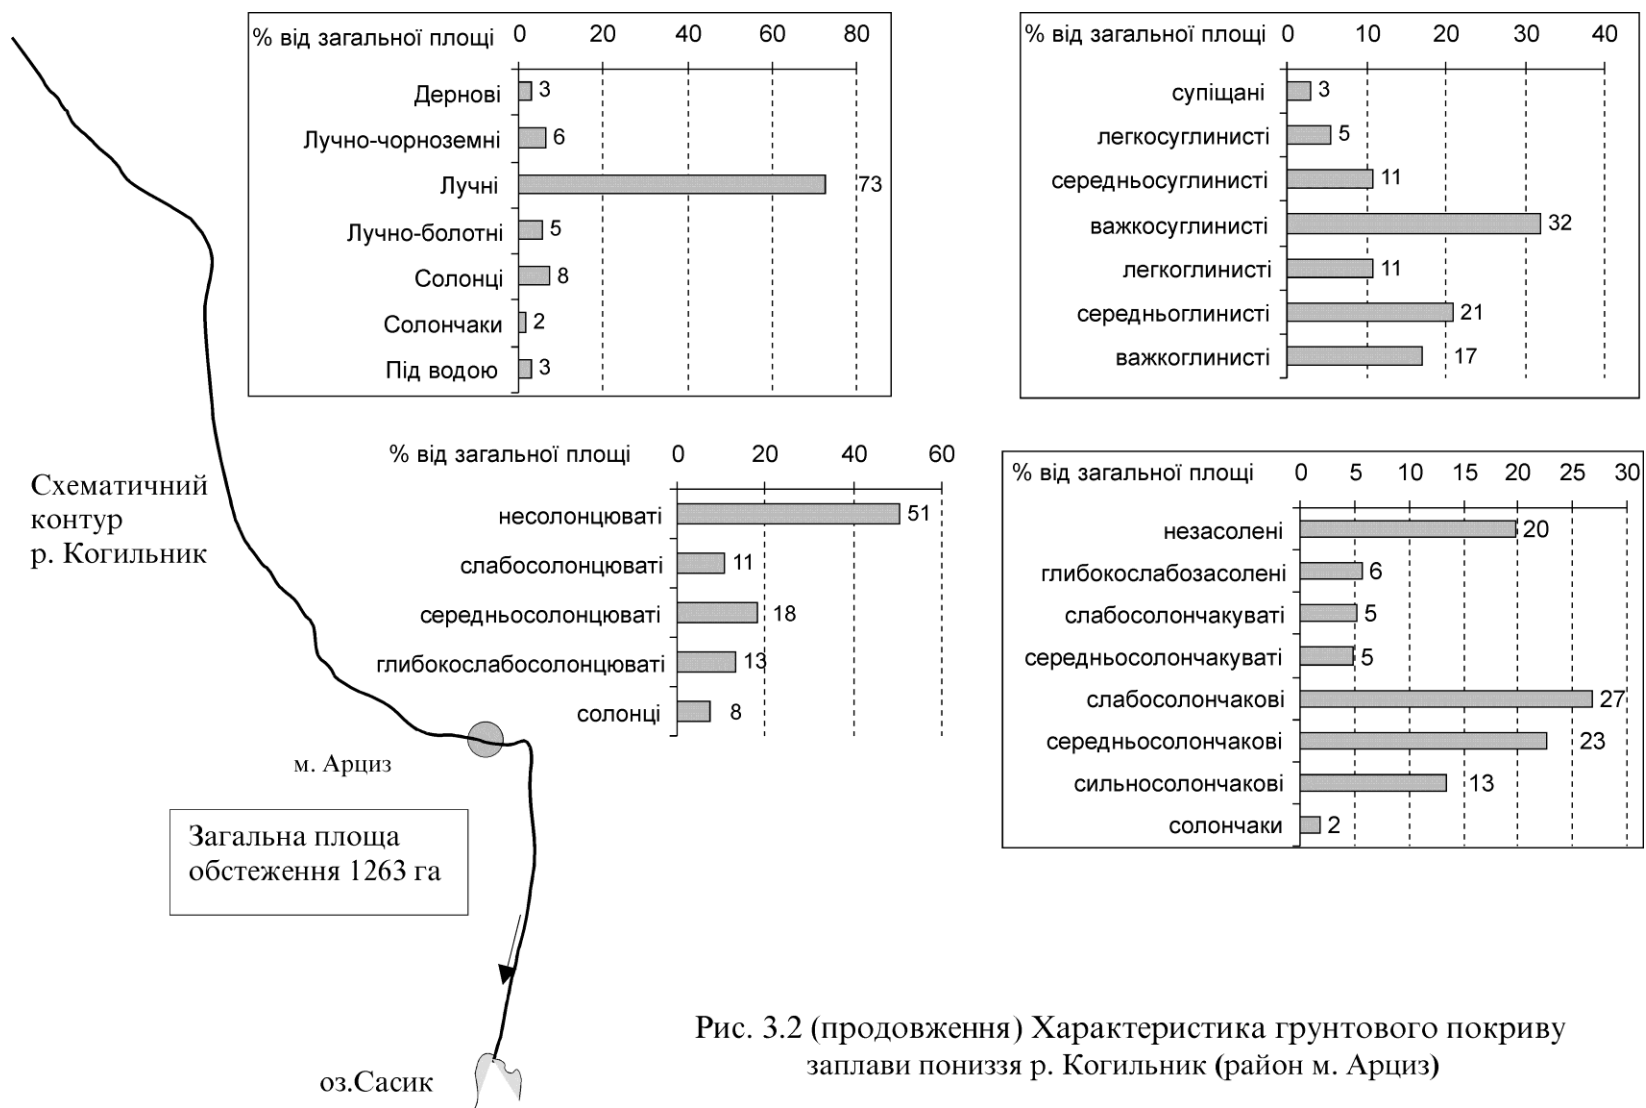 % від загальної площі 0 20 40 60 80
Дернові 3
Лучно-чорноземні 6
Лучні 73
Лучно-болотні 5
Солонці 8
Солончаки 2
Під водою 3
% від загальної площі 0 10 20 30 40
супіщані 3
легкосуглинисті 5
середньосуглинисті 11
важкосуглинисті 32
легкоглинисті 11
середньоглинисті 21
важкоглинисті 17
% від загальної площі 0 20 40 60
несолонцюваті 51
слабосолонцюваті 11
середньосолонцюваті 18
глибокослабосолонцюваті 13
солонці 8
% від загальної площі 0 5 10 15 20 25 30
незасолені 20
глибокослабозасолені 6
слабосолончакуваті 5
середньосолончакуваті 5
слабосолончакові 27
середньосолончакові 23
сильносолончакові 13
солончаки 2
Схематичний
контур
р. Когильник
м. Арциз
Загальна площа
обстеження 1263 га
оз.Сасик
Рис. 3.2 (продовження) Характеристика грунтового покриву
заплави пониззя р. Когильник (район м. Арциз)